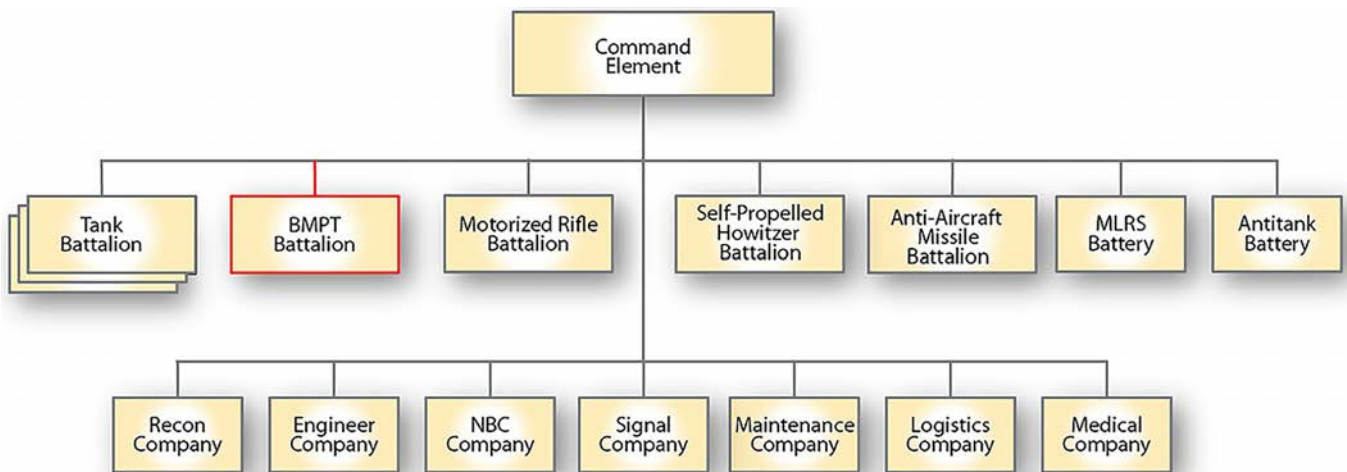 Command
Element
Tank
Battalion
BMPT
Battalion
Motorized Rifle
Battalion
Self-Propelled
Howitzer
Battalion
Anti-Aircraft
Missile
Battalion
MLRS
Battery
Antitank
Battery
Recon
Company
Engineer
Company
NBC
Company
Signal
Company
Maintenance
Company
Logistics
Company
Medical
Company